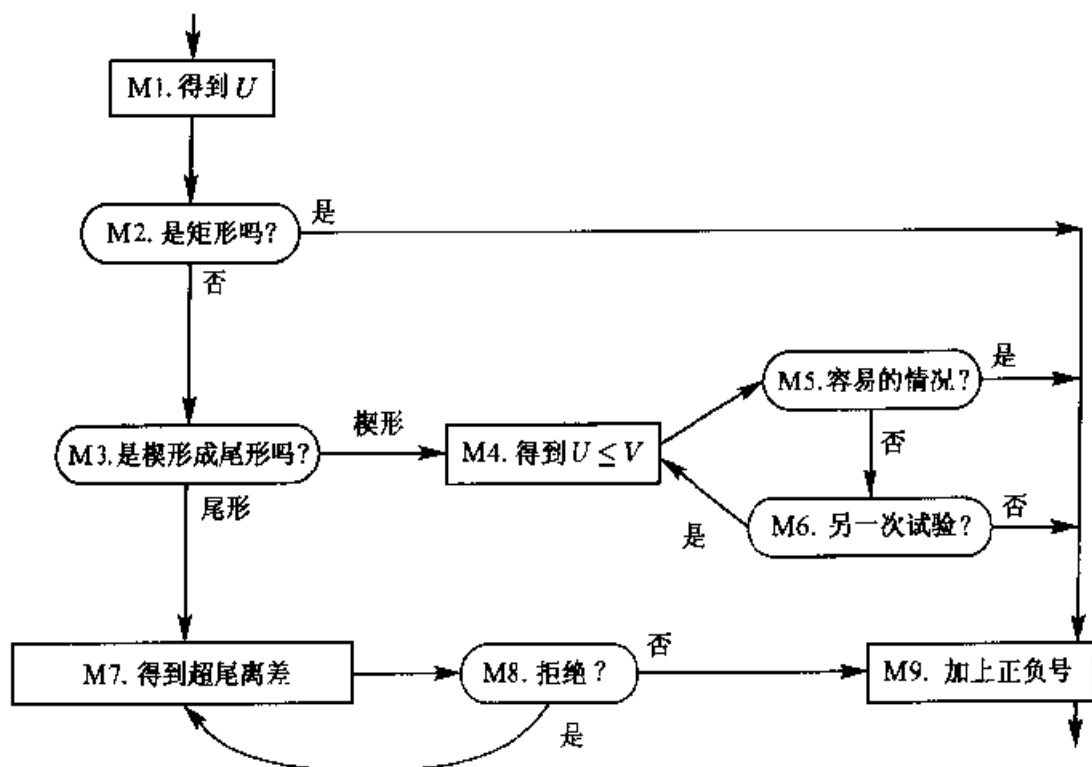 M1.得到 U
M2. 是矩形吗?
是
否
M3.是楔形成尾形吗?
楔形
尾形
M4. 得到 U ≤ V
M5.容易的情况?
是
否
M6. 另一次试验?
是
否
M7. 得到超尾离差
M8. 拒绝?
否
是
M9. 加上正负号